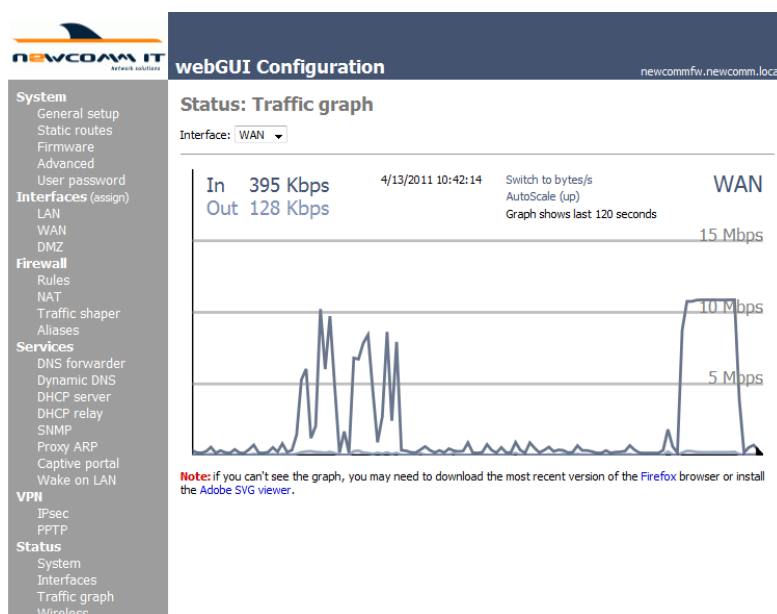 newcomm IT
network solutions
webGUI Configuration
newcommfw.newcomm.loca
System
General setup
Static routes
Firmware
Advanced
User password
Interfaces (assign)
LAN
WAN
DMZ
Firewall
Rules
NAT
Traffic shaper
Aliases
Services
DNS forwarder
Dynamic DNS
DHCP server
DHCP relay
SNMP
Proxy ARP
Captive portal
Wake on LAN
VPN
IPsec
PPTP
Status
System
Interfaces
Traffic graph
Wireless
Status: Traffic graph
Interface: WAN
In 395 Kbps
Out 128 Kbps
4/13/2011 10:42:14
Switch to bytes/s
AutoScale (up)
Graph shows last 120 seconds
WAN
15 Mbps
10 Mbps
5 Mbps
Note: if you can't see the graph, you may need to download the most recent version of the Firefox browser or install
the Adobe SVG viewer.